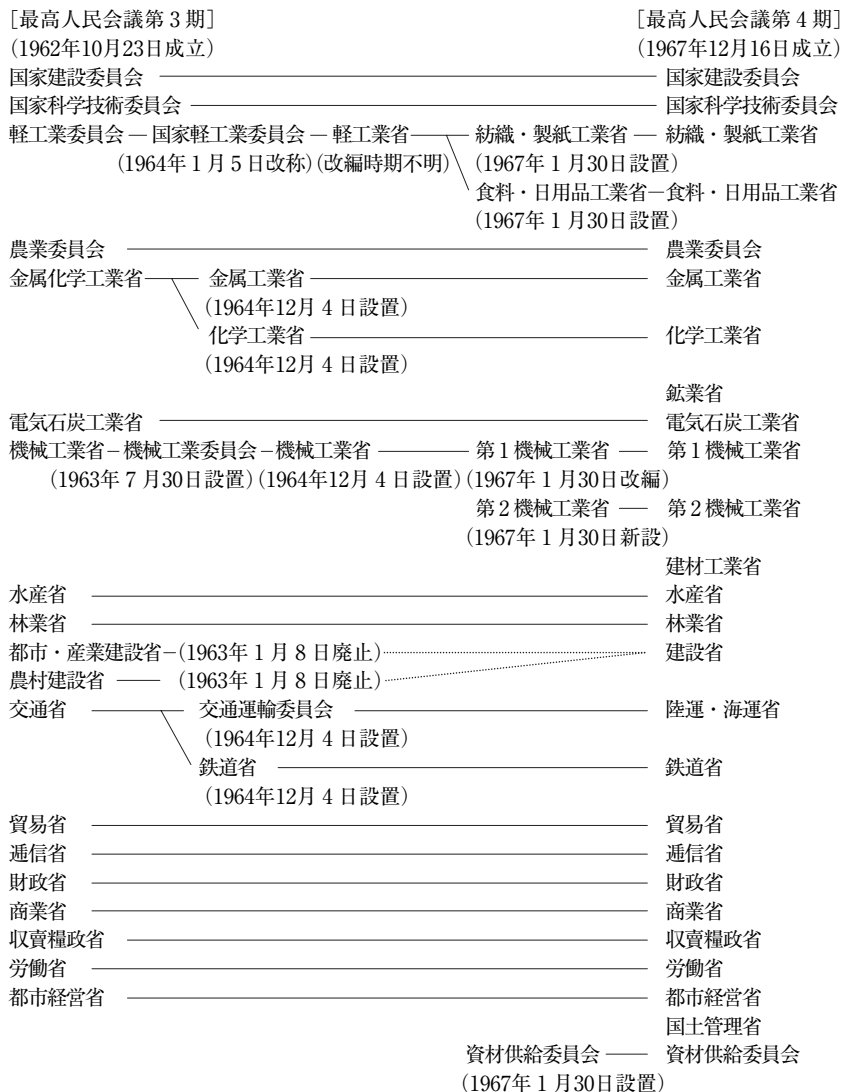 ［最高人民会議第３期］ ［最高人民会議第４期］
（1962年10月23日成立） （1967年12月16日成立）
国家建設委員会 国家建設委員会
国家科学技術委員会 国家科学技術委員会
軽工業委員会 － 国家軽工業委員会 － 軽工業省 紡織・製紙工業省 － 紡織・製紙工業省
（1964年１月５日改称）（改編時期不明） （1967年１月30日設置）
食料・日用品工業省－食料・日用品工業省
（1967年１月30日設置）
農業委員会 農業委員会
金属化学工業省 金属工業省 金属工業省
（1964年12月４日設置）
化学工業省 化学工業省
（1964年12月４日設置）
鉱業省
電気石炭工業省 電気石炭工業省
機械工業省－機械工業委員会－機械工業省 第１機械工業省 第１機械工業省
（1963年７月30日設置）（1964年12月４日設置）（1967年１月30日改編）
第２機械工業省 第２機械工業省
（1967年１月30日新設）
建材工業省
水産省 水産省
林業省 林業省
都市・産業建設省－（1963年１月８日廃止） 建設省
農村建設省 （1963年１月８日廃止）
交通省 交通運輸委員会 陸運・海運省
（1964年12月４日設置）
鉄道省 鉄道省
（1964年12月４日設置）
貿易省 貿易省
逓信省 逓信省
財政省 財政省
商業省 商業省
収賣糧政省 収賣糧政省
労働省 労働省
都市経営省 都市経営省
国土管理省
資材供給委員会 資材供給委員会
（1967年１月30日設置）